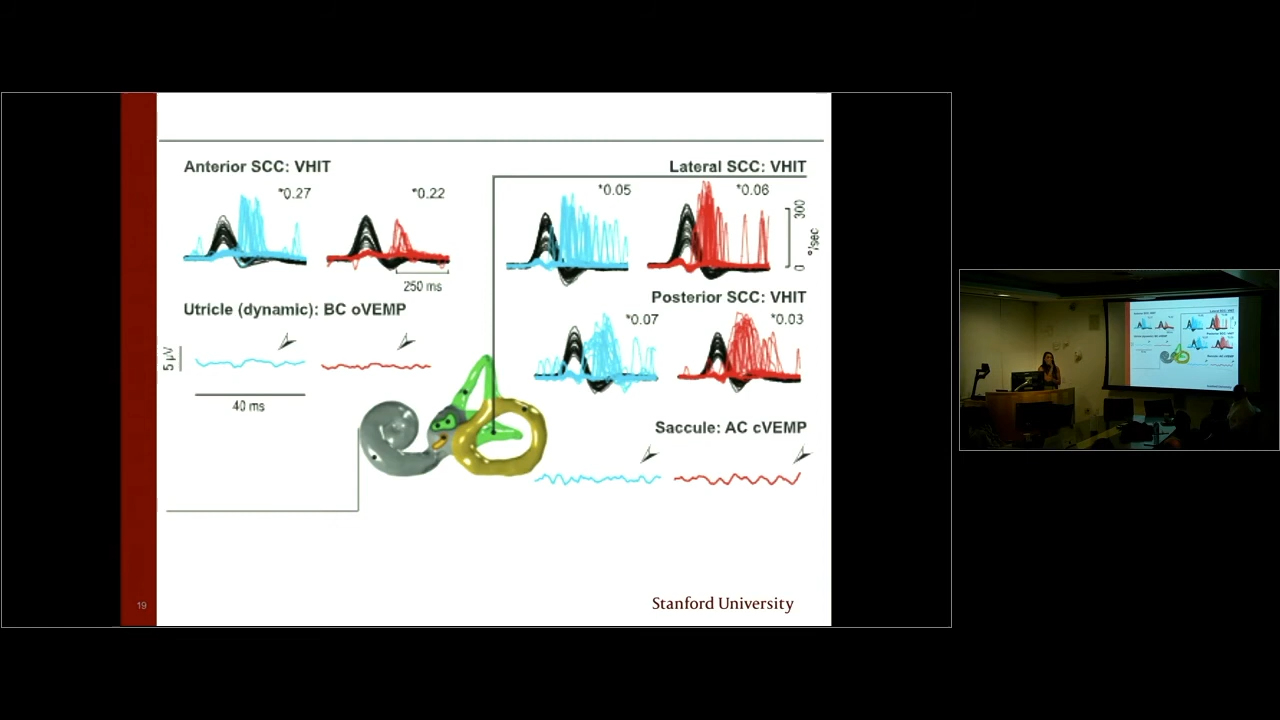 Anterior SCC: VHIT
*0.27
*0.22
250 ms
Utricle (dynamic): BC oVEMP
5 µV
40 ms
Lateral SCC: VHIT
*0.05
*0.06
300
0
°/sec
Posterior SCC: VHIT
*0.07
*0.03
Saccule: AC cVEMP
19
Stanford University